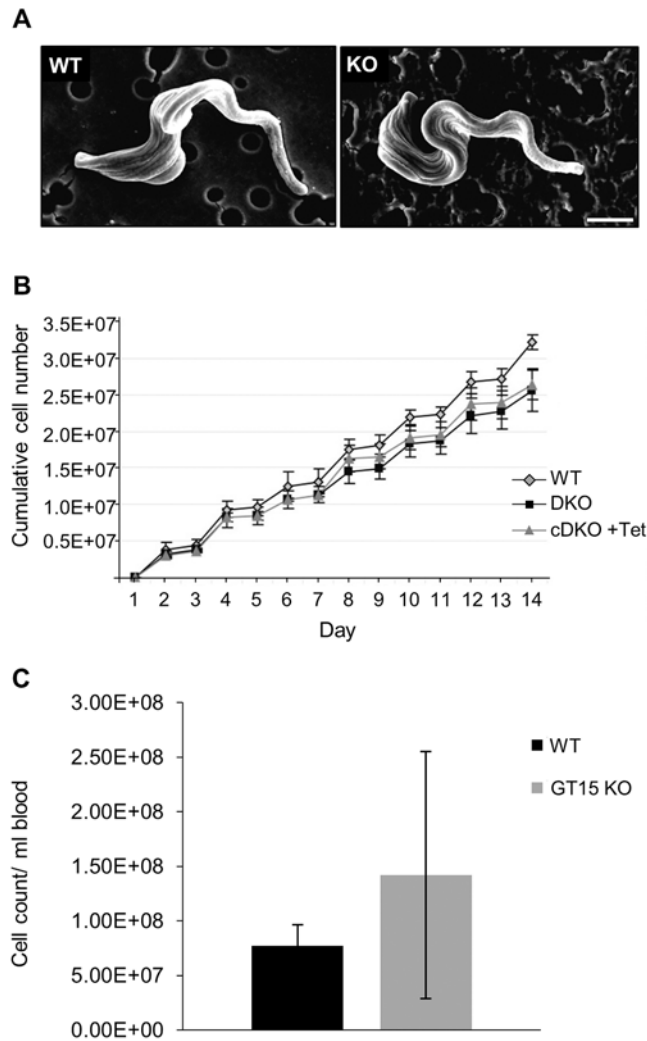 A
WT
KO
B
3.5E+07
3.0E+07
2.5E+07
2.0E+07
1.5E+07
1.0E+07
0.5E+07
Cumulative cell number
1 2 3 4 5 6 7 8 9 10 11 12 13 14
Day
WT
DKO
cDKO +Tet
C
3.00E+08
2.50E+08
2.00E+08
1.50E+08
1.00E+08
5.00E+07
0.00E+00
Cell count/ ml blood
WT
GT15 KO